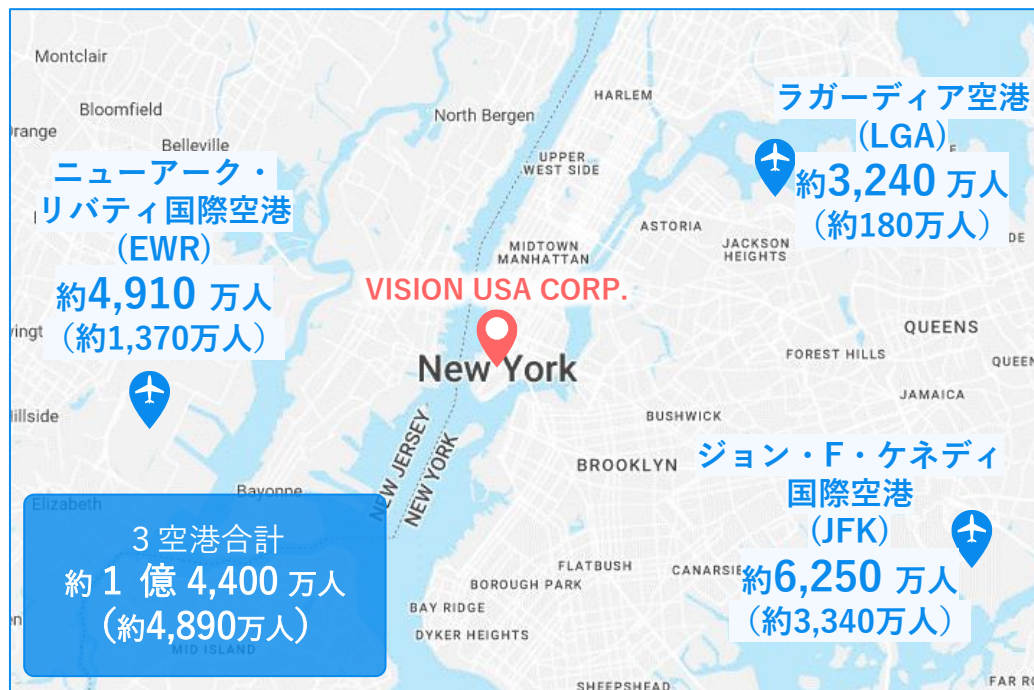 Montclair
Bloomfield
Belleville
North Bergen
HARLEM
UPPER
WEST SIDE
ラガーディア空港
(LGA)
約3,240 万人
（約180万人）
ニューアーク・
リバティ国際空港
(EWR)
約4,910 万人
（約1,370万人）
ASTORIA
JACKSON
HEIGHTS
MIDTOWN
MANHATTAN
VISION USA CORP.
New York
QUEENS
FOREST HILLS
JAMAICA
BUSHWICK
BROOKLYN
NEW JERSEY
NEW YORK
ジョン・F・ケネディ
国際空港
(JFK)
約6,250 万人
（約3,340万人）
Elizabeth
Bayonne
３空港合計
約 1 億 4,400 万人
(約4,890万人)
MID ISLAND
FLATBUSH
CANARSIE
BOROUGH PARK
BAY RIDGE
DYKER HEIGHTS
SHEEPSHEAD